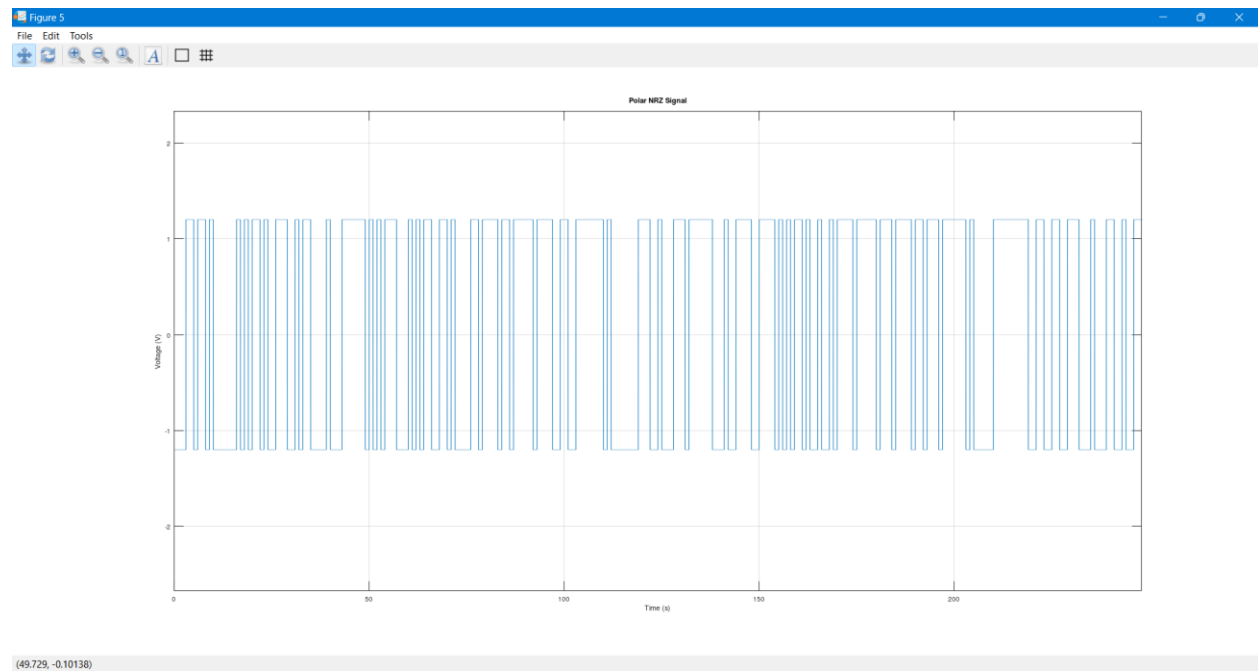 Figure 5
File Edit Tools
A
Polar NRZ Signal
2
1
0
-1
-2
Voltage (V)
0 50 100 150 200
Time (s)
(49.729, -0.10138)